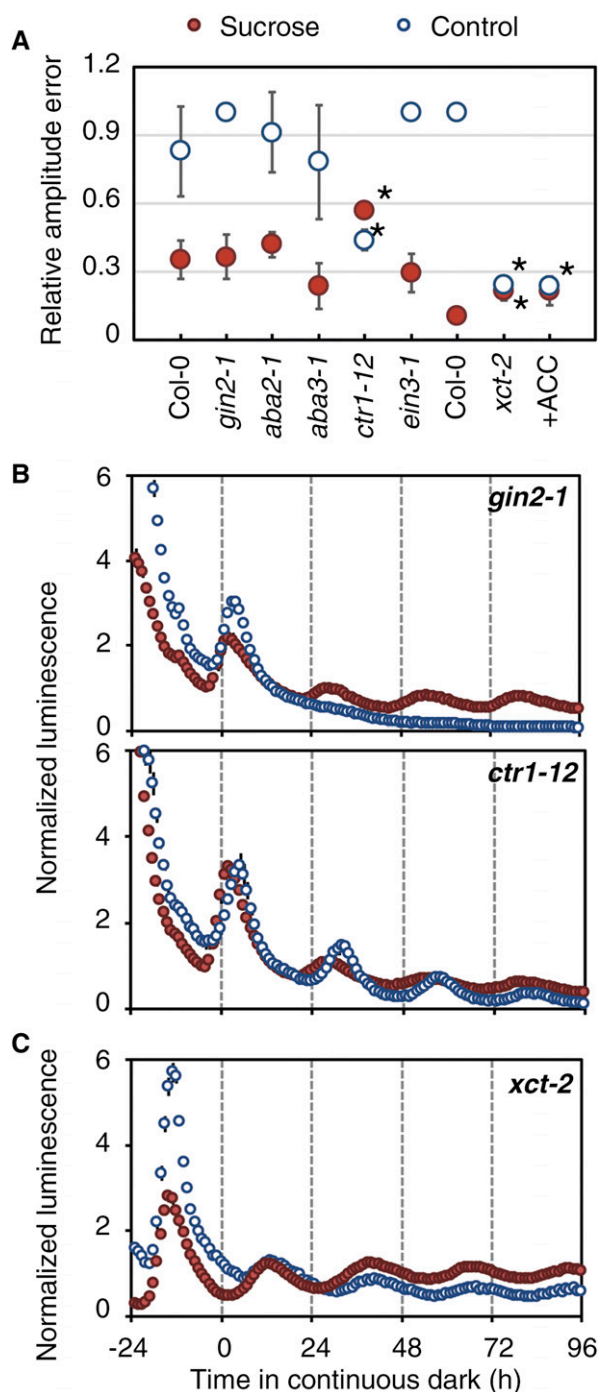 Sucrose Control
A
Relative amplitude error
1.2
0.9
0.6
0.3
0
*
*
*
*
*
Col-0
gin2-1
aba2-1
aba3-1
ctr1-12
ein3-1
Col-0
xct-2
+ACC
B
Normalized luminescence
6
4
2
0
gin2-1
6
4
2
0
ctr1-12
C
Normalized luminescence
6
4
2
0
xct-2
-24 0 24 48 72 96
Time in continuous dark (h)